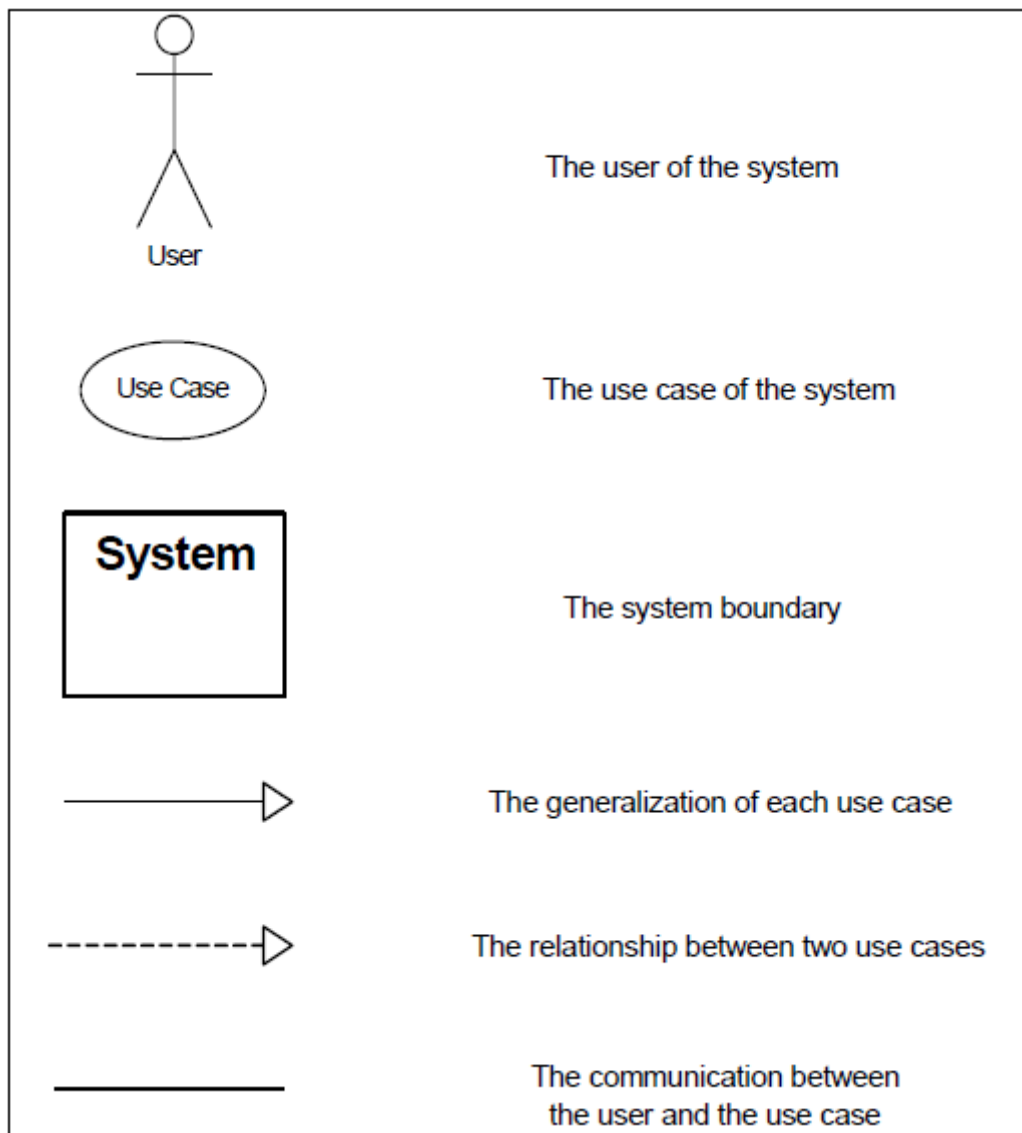 The user of the system
User
Use Case
The use case of the system
System
The system boundary
The generalization of each use case
The relationship between two use cases
The communication between
the user and the use case